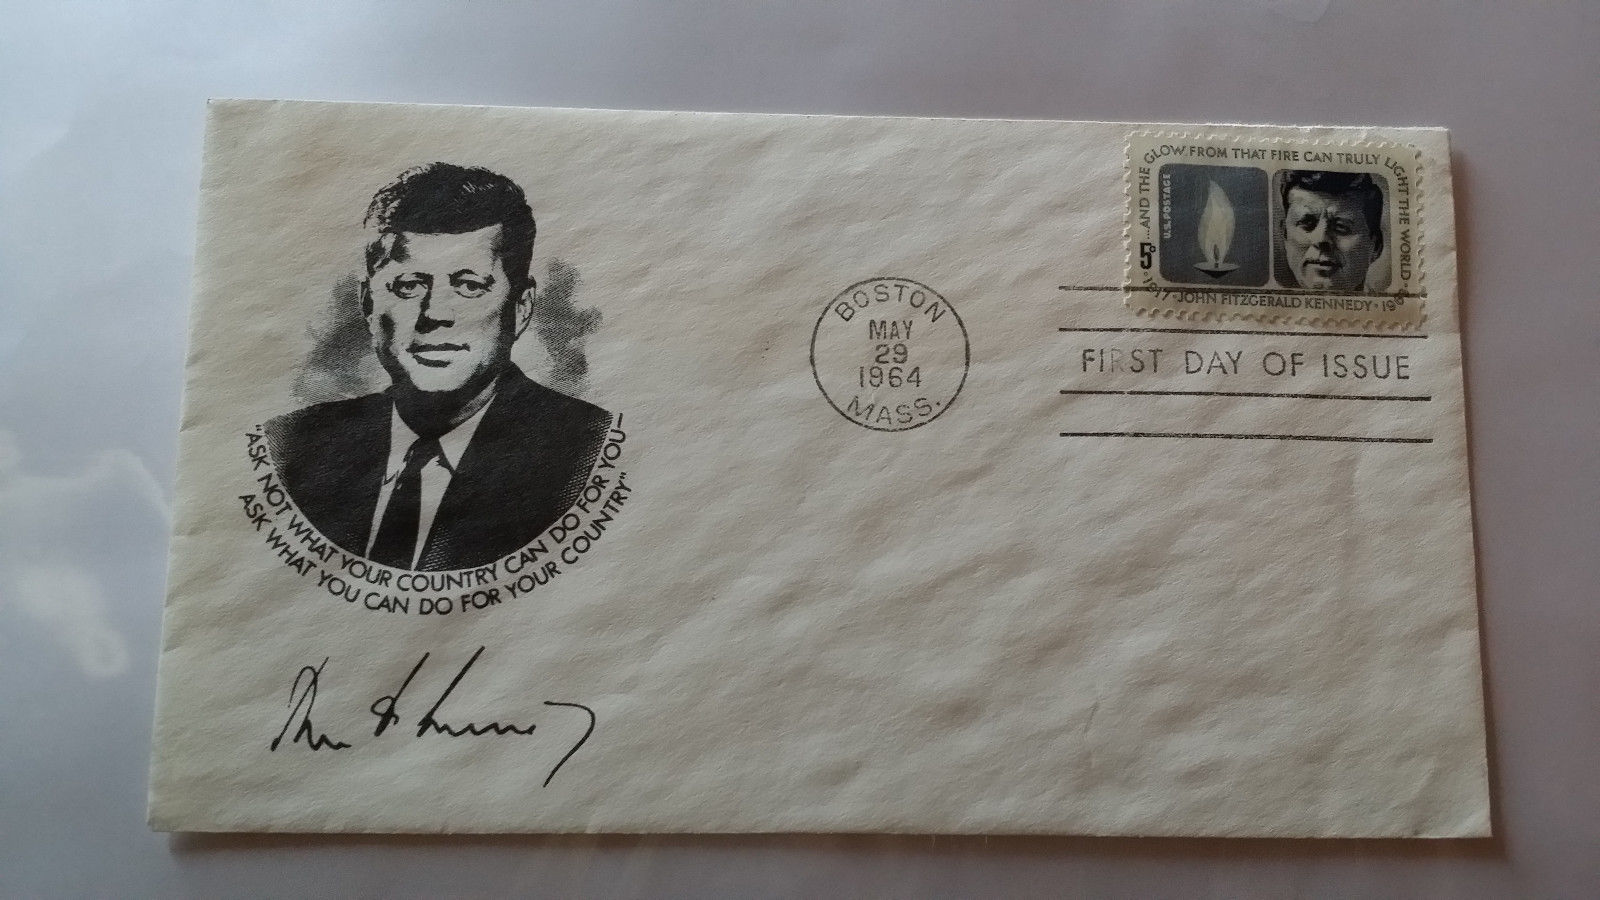 ...AND THE GLOW FROM THAT FIRE CAN TRULY LIGHT THE WORLD
U.S. POSTAGE
5¢
1917 · JOHN FITZGERALD KENNEDY ·
BOSTON
MAY
29
1964
MASS.
FIRST DAY OF ISSUE
"ASK NOT WHAT YOUR COUNTRY CAN DO FOR YOU—
ASK WHAT YOU CAN DO FOR YOUR COUNTRY"